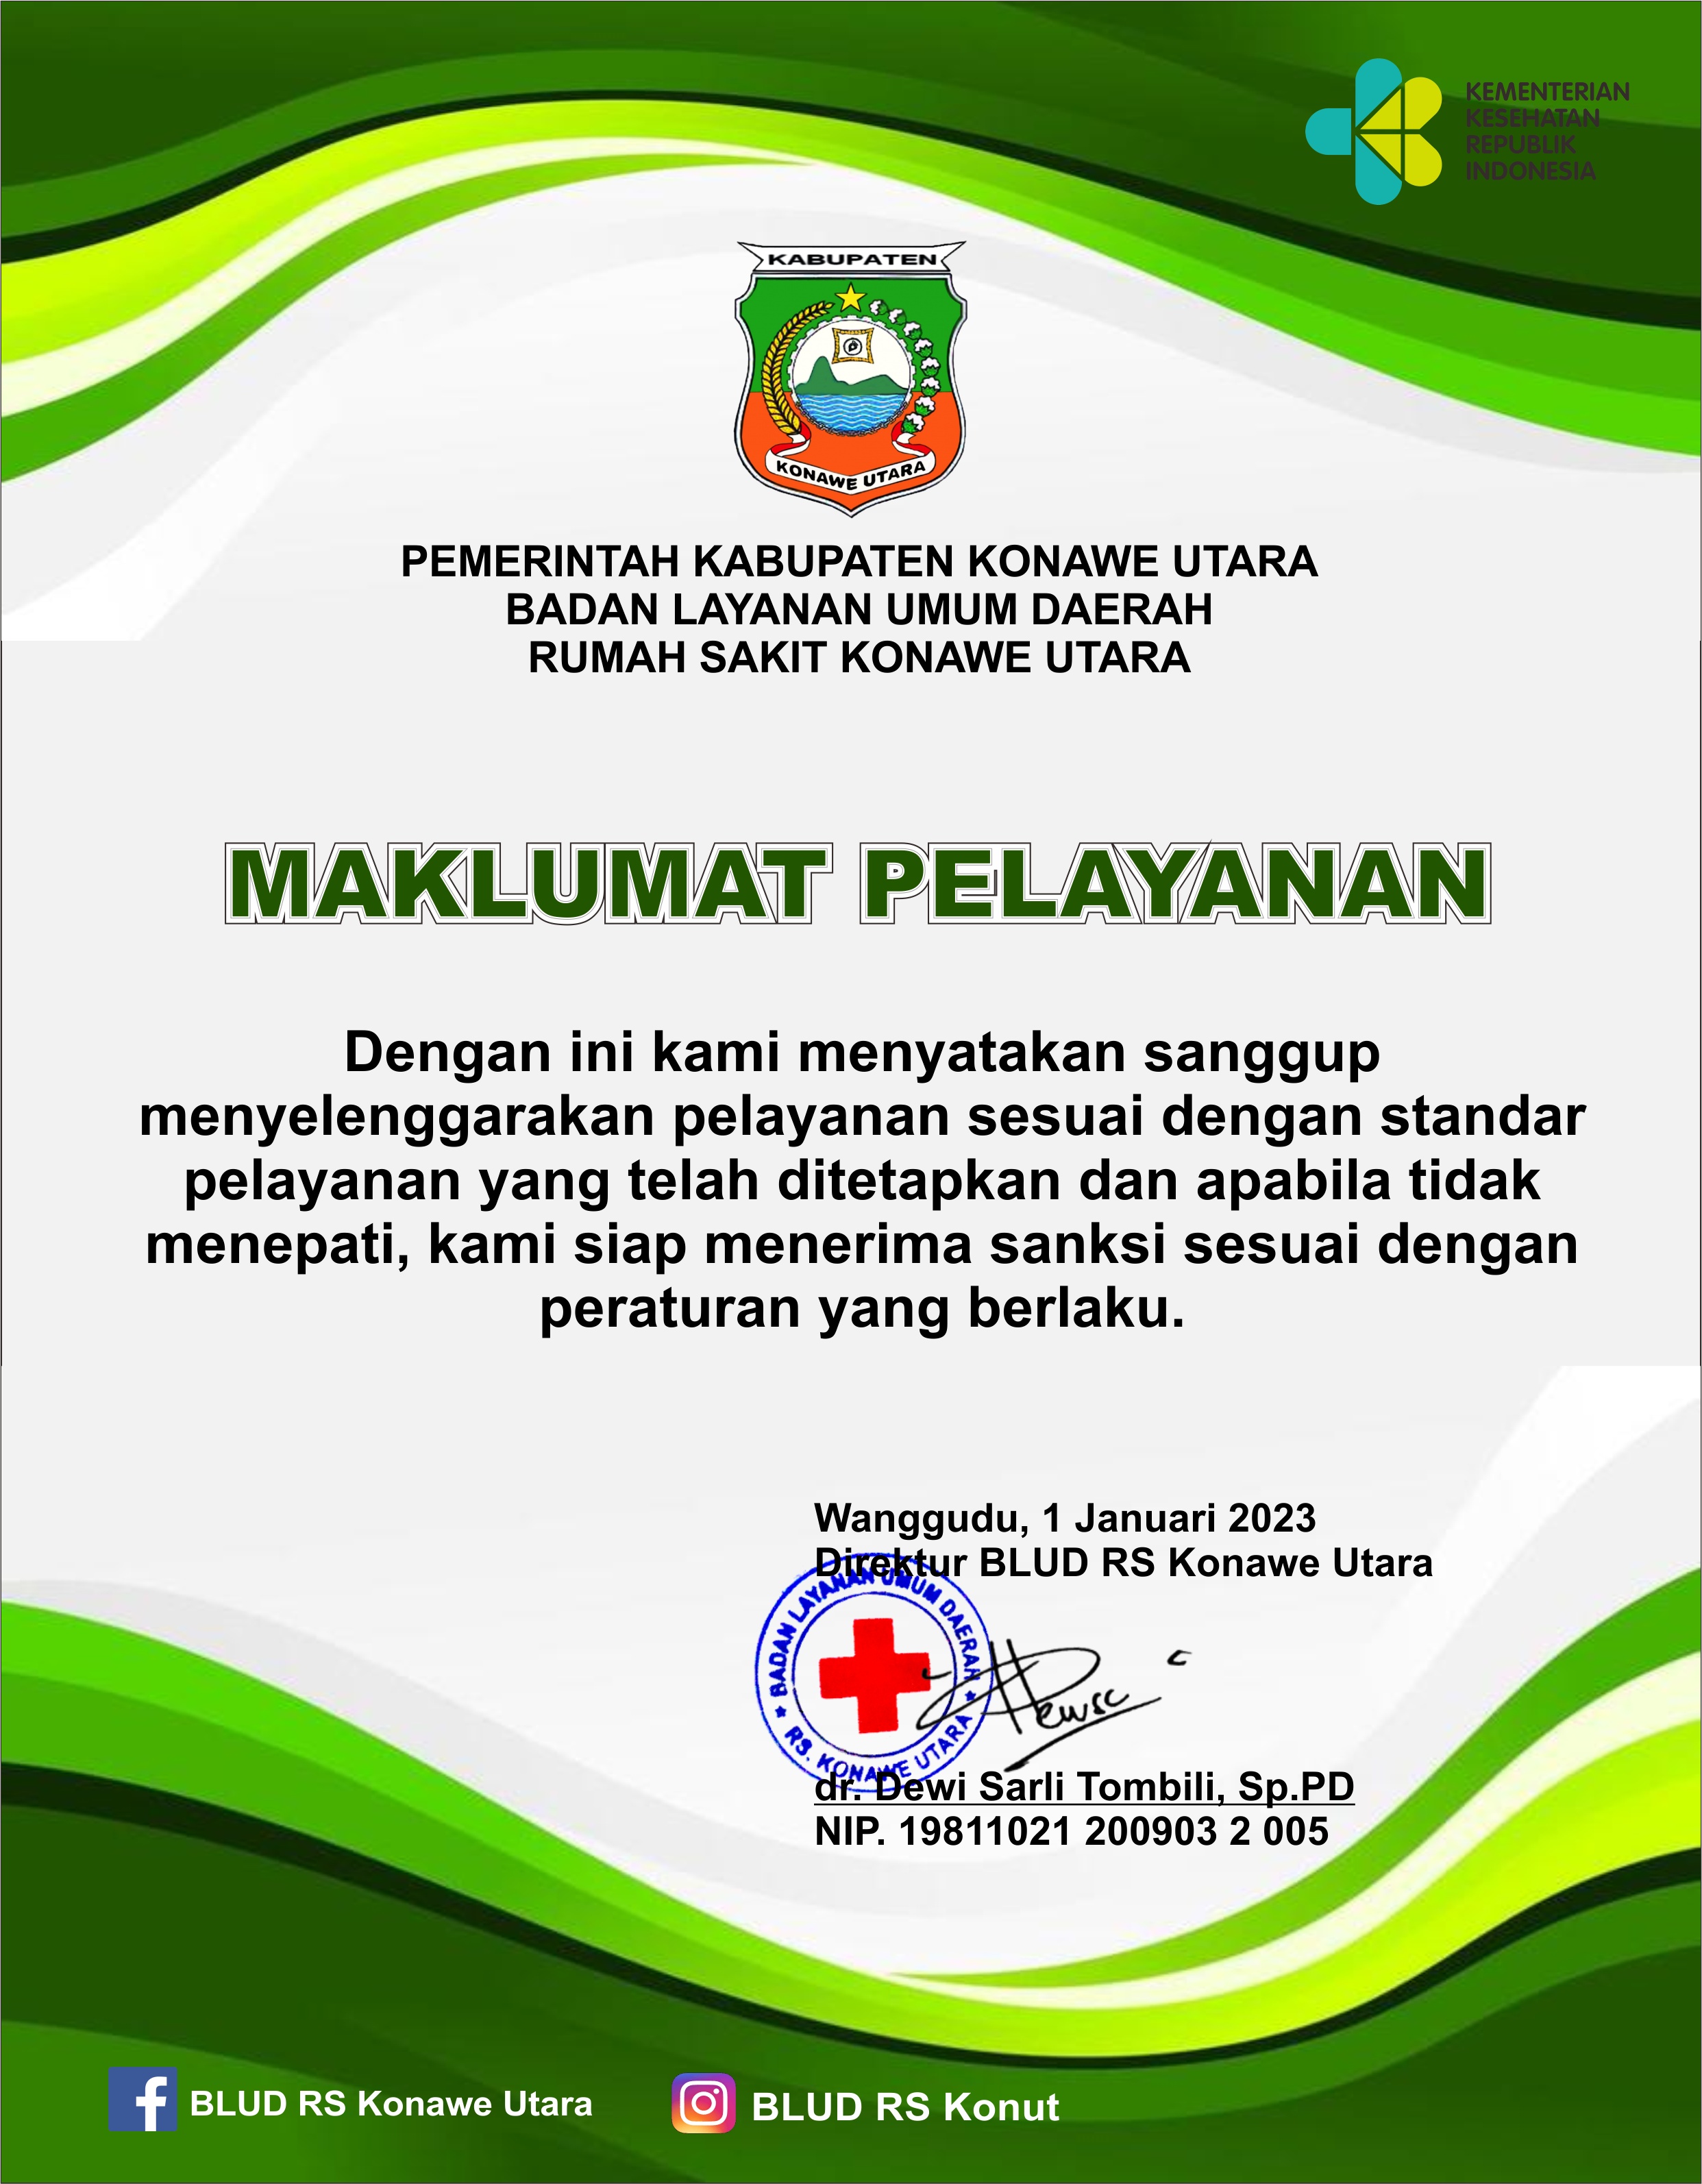 KEMENTERIAN
KESEHATAN
REPUBLIK
INDONESIA
KABUPATEN
KONAWE UTARA
PEMERINTAH KABUPATEN KONAWE UTARA
BADAN LAYANAN UMUM DAERAH
RUMAH SAKIT KONAWE UTARA
MAKLUMAT PELAYANAN
Dengan ini kami menyatakan sanggup
menyelenggarakan pelayanan sesuai dengan standar
pelayanan yang telah ditetapkan dan apabila tidak
menepati, kami siap menerima sanksi sesuai dengan
peraturan yang berlaku.
Wanggudu, 1 Januari 2023
Direktur BLUD RS Konawe Utara
BADAN LAYANAN UMUM DAERAH
RS. KONAWE UTARA
dr. Dewi Sarli Tombili, Sp.PD
NIP. 19811021 200903 2 005
BLUD RS Konawe Utara
BLUD RS Konut